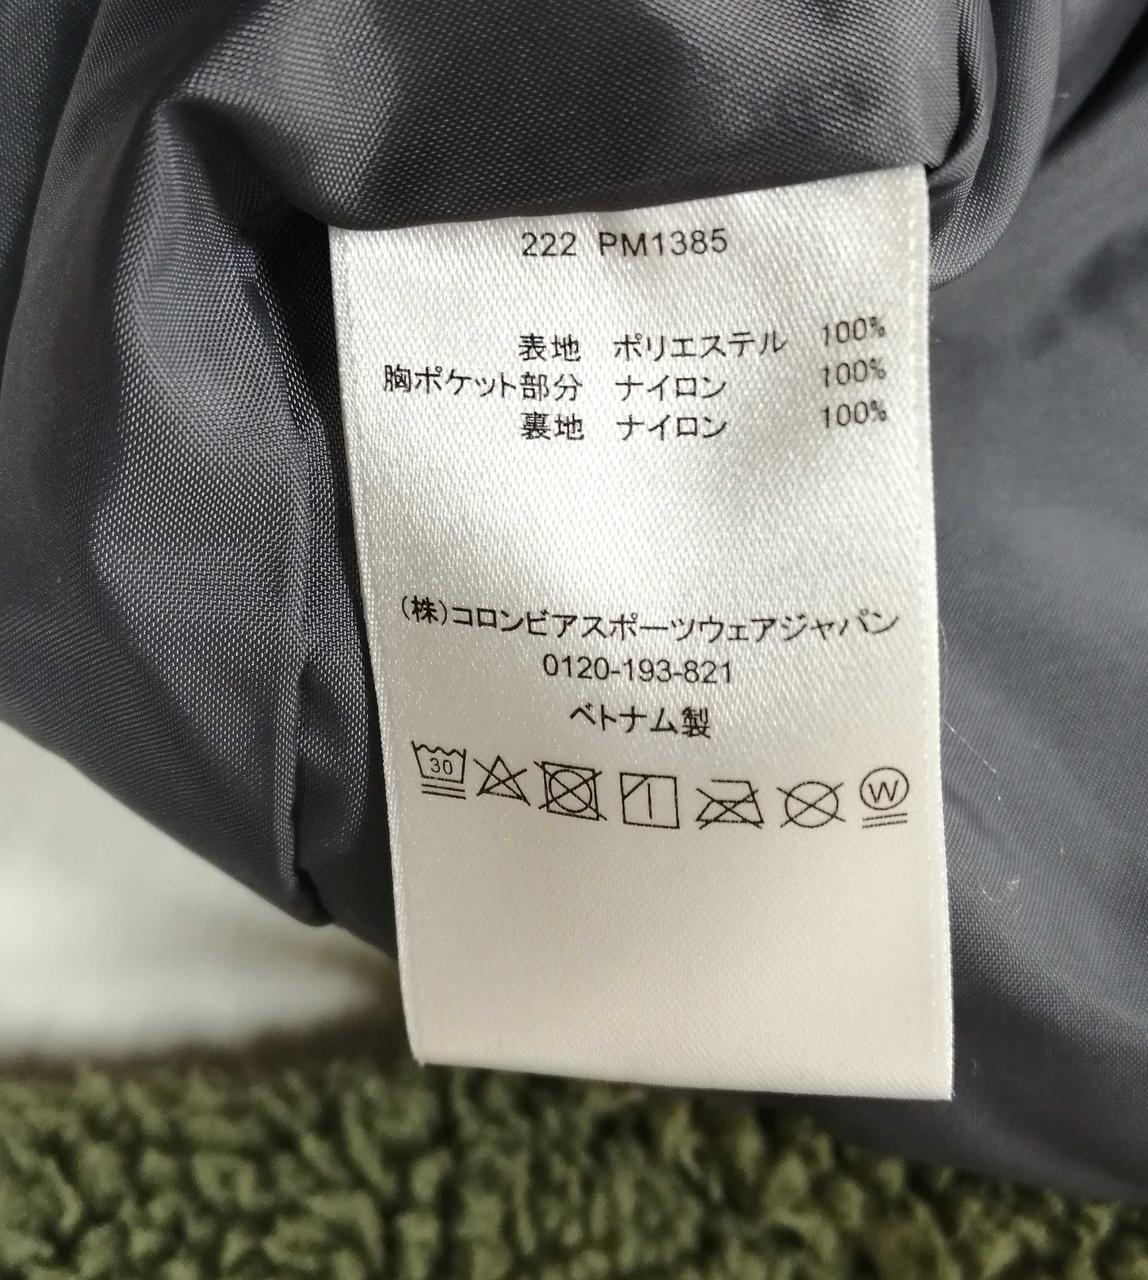 222 PM1385
表地 ポリエステル 100%
胸ポケット部分 ナイロン 100%
裏地 ナイロン 100%
(株)コロンビアスポーツウェアジャパン
0120-193-821
ベトナム製
30
W